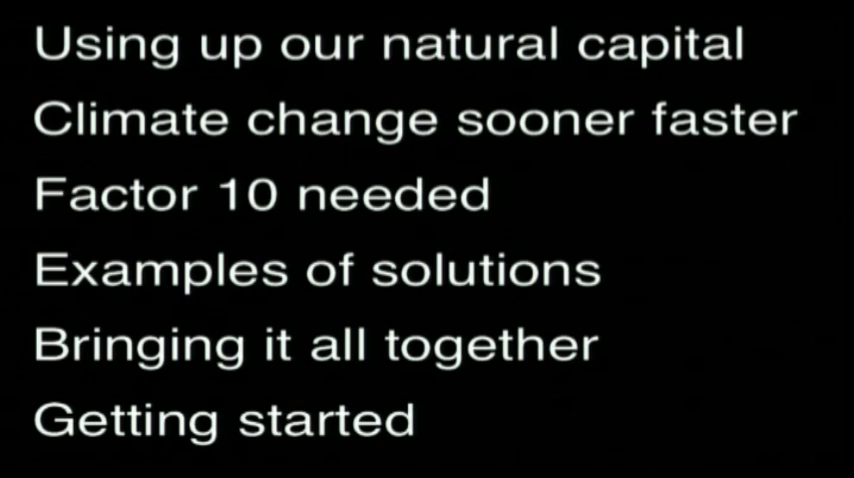 Using up our natural capital
Climate change sooner faster
Factor 10 needed
Examples of solutions
Bringing it all together
Getting started